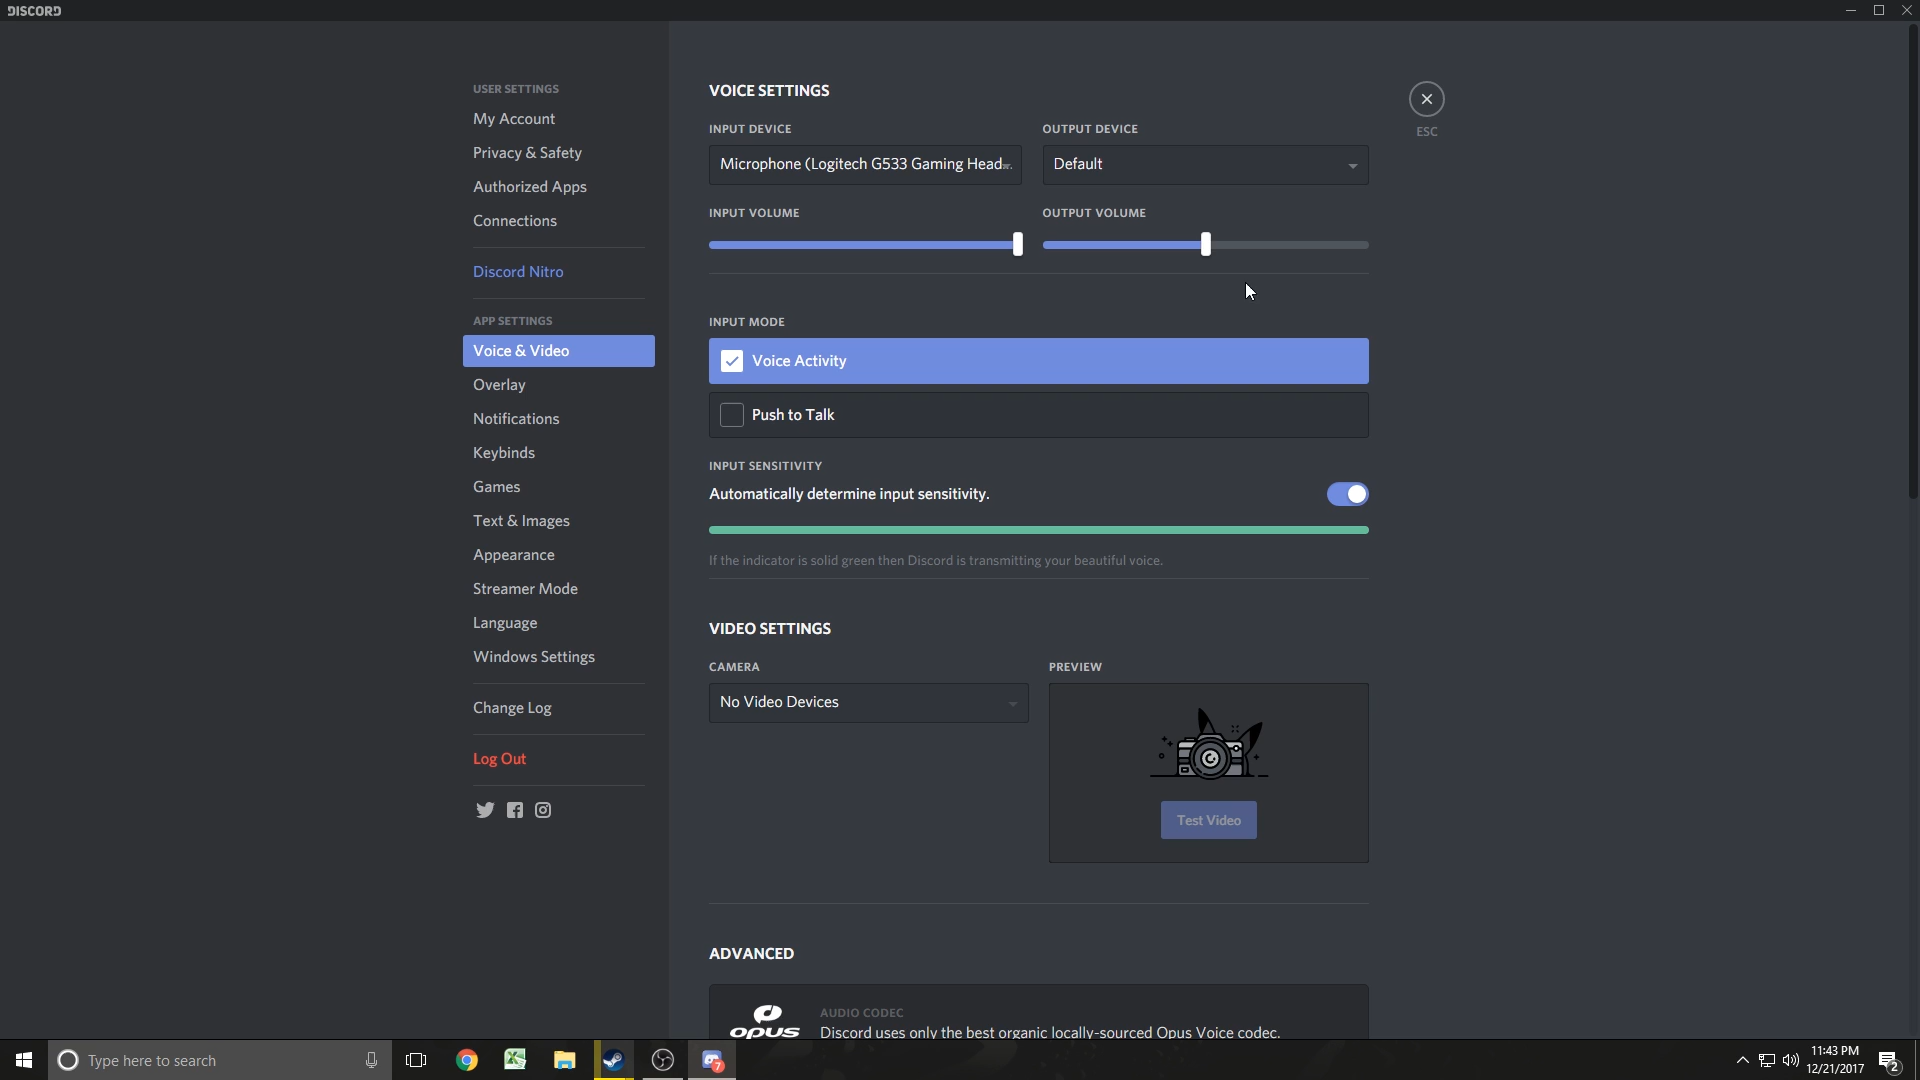 DISCORD
USER SETTINGS
My Account
Privacy & Safety
Authorized Apps
Connections
Discord Nitro
APP SETTINGS
Voice & Video
Overlay
Notifications
Keybinds
Games
Text & Images
Appearance
Streamer Mode
Language
Windows Settings
Change Log
Log Out
VOICE SETTINGS
ESC
INPUT DEVICE
OUTPUT DEVICE
Microphone (Logitech G533 Gaming Head...
Default
INPUT VOLUME
OUTPUT VOLUME
INPUT MODE
Voice Activity
Push to Talk
INPUT SENSITIVITY
Automatically determine input sensitivity.
If the indicator is solid green then Discord is transmitting your beautiful voice.
VIDEO SETTINGS
CAMERA
PREVIEW
No Video Devices
Test Video
ADVANCED
opus
AUDIO CODEC
Discord uses only the best organic locally-sourced Opus Voice codec.
Type here to search
7
11:43 PM
12/21/2017
2